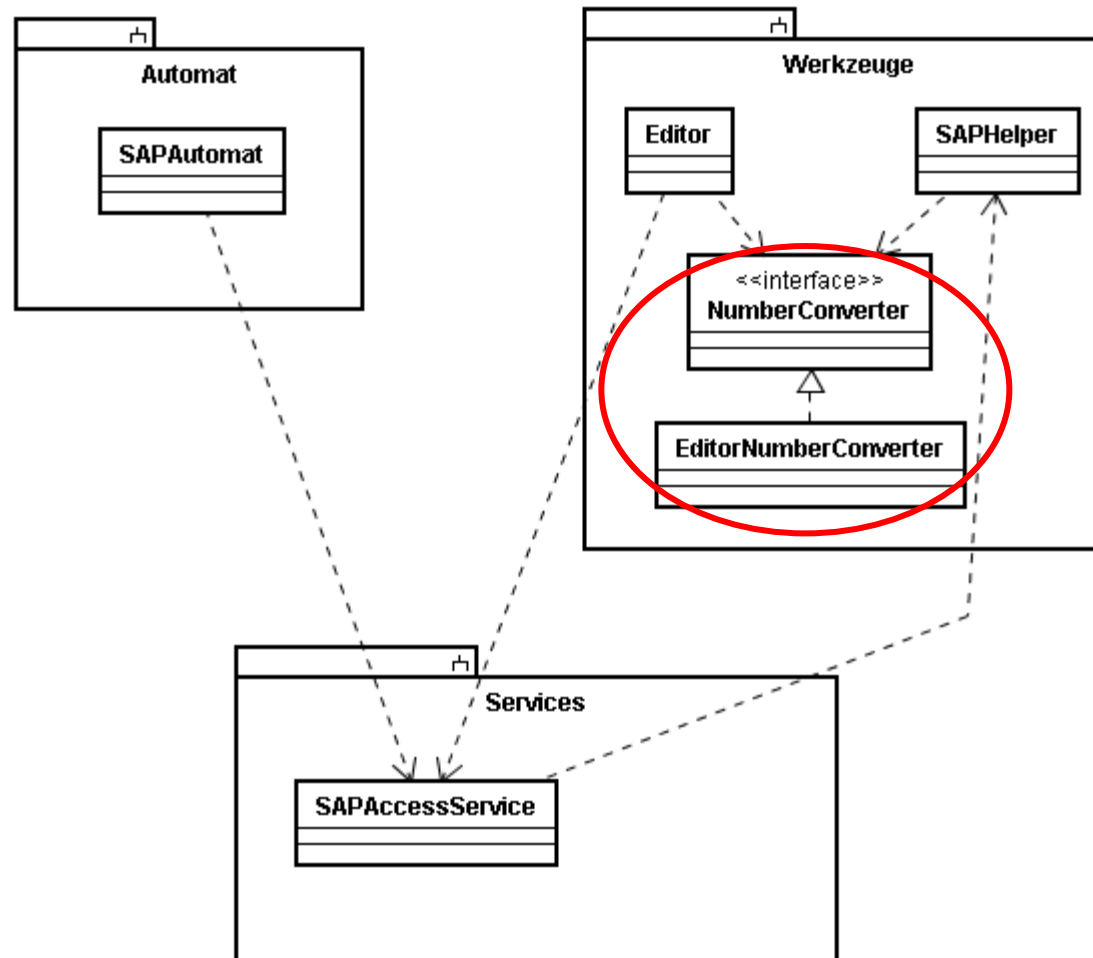 Automat
SAPAutomat
Werkzeuge
Editor
SAPHelper
<<interface>>
NumberConverter
EditorNumberConverter
Services
SAPAccessService